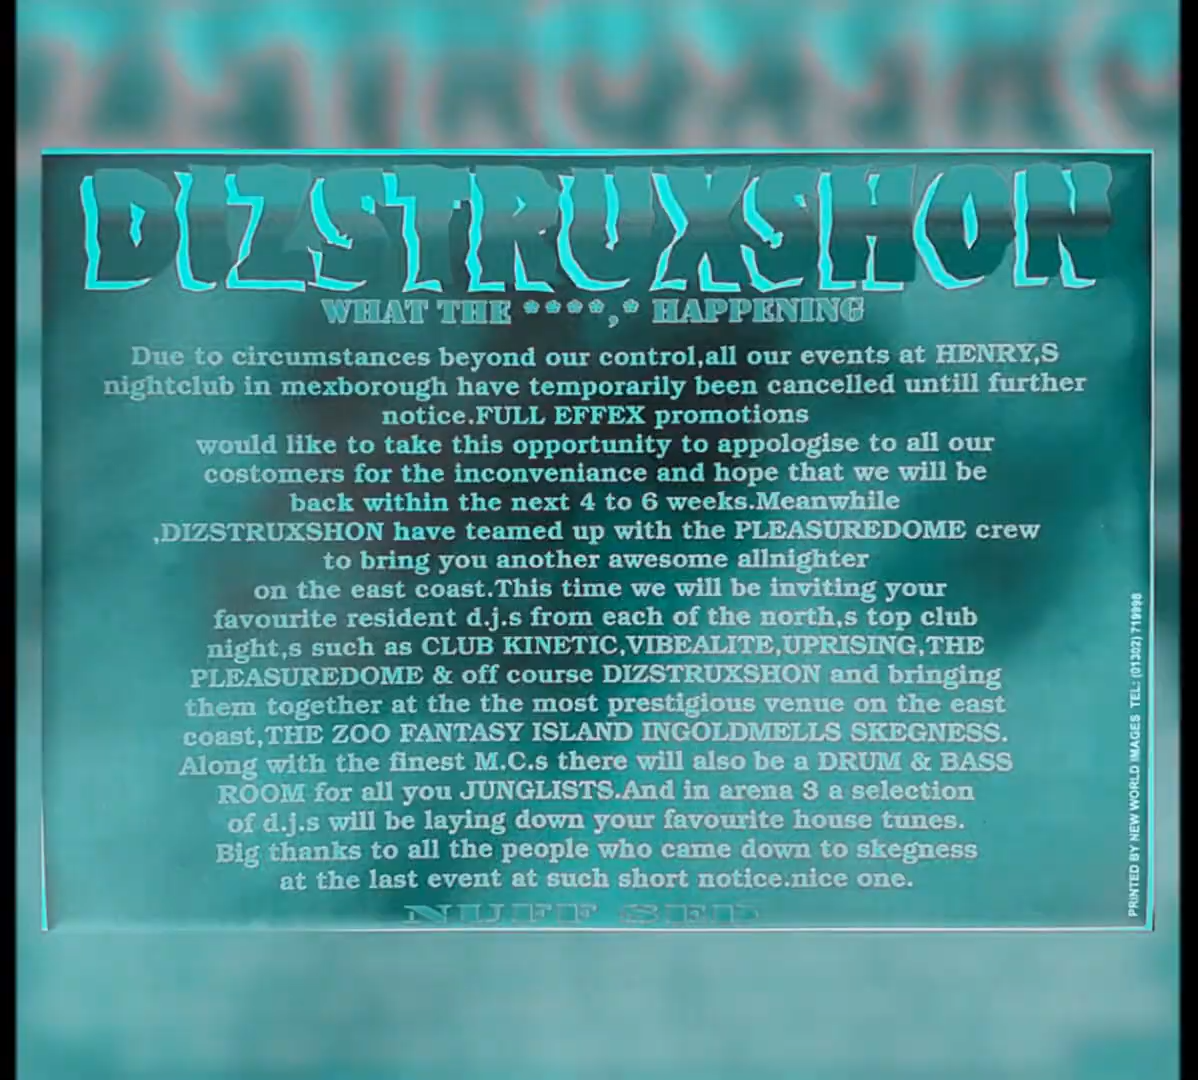 DIZSTRUXSHON
WHAT THE ****,* HAPPENING
Due to circumstances beyond our control,all our events at HENRY,S
nightclub in mexborough have temporarily been cancelled untill further
notice.FULL EFFEX promotions
would like to take this opportunity to appologise to all our
costomers for the inconveniance and hope that we will be
back within the next 4 to 6 weeks.Meanwhile
,DIZSTRUXSHON have teamed up with the PLEASUREDOME crew
to bring you another awesome allnighter
on the east coast.This time we will be inviting your
favourite resident d.j.s from each of the north,s top club
night,s such as CLUB KINETIC,VIBEALITE,UPRISING,THE
PLEASUREDOME & off course DIZSTRUXSHON and bringing
them together at the the most prestigious venue on the east
coast,THE ZOO FANTASY ISLAND INGOLDMELLS SKEGNESS.
Along with the finest M.C.s there will also be a DRUM & BASS
ROOM for all you JUNGLISTS.And in arena 3 a selection
of d.j.s will be laying down your favourite house tunes.
Big thanks to all the people who came down to skegness
at the last event at such short notice.nice one.
NUFF SED
PRINTED BY NEW WORLD IMAGES TEL: (01302) 719998